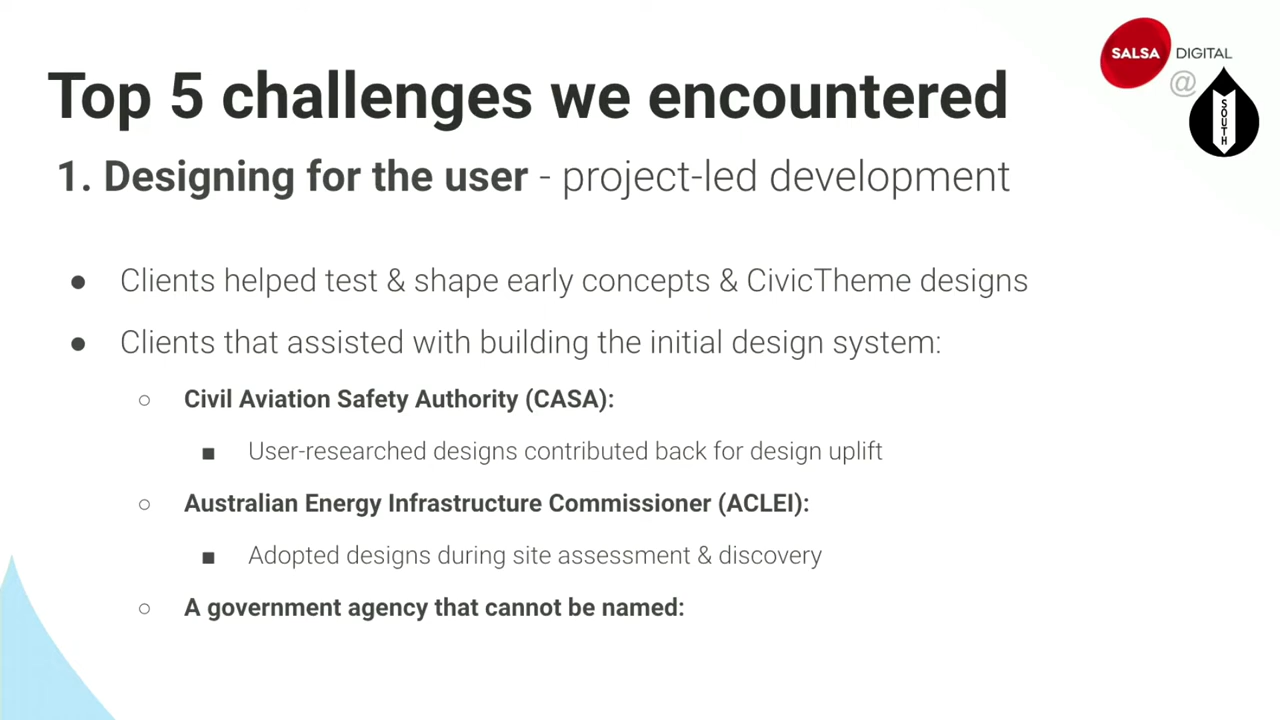 SALSA DIGITAL
@
SOUTH
Top 5 challenges we encountered
1. Designing for the user - project-led development
● Clients helped test & shape early concepts & CivicTheme designs
● Clients that assisted with building the initial design system:
○ Civil Aviation Safety Authority (CASA):
■ User-researched designs contributed back for design uplift
○ Australian Energy Infrastructure Commissioner (ACLEI):
■ Adopted designs during site assessment & discovery
○ A government agency that cannot be named: